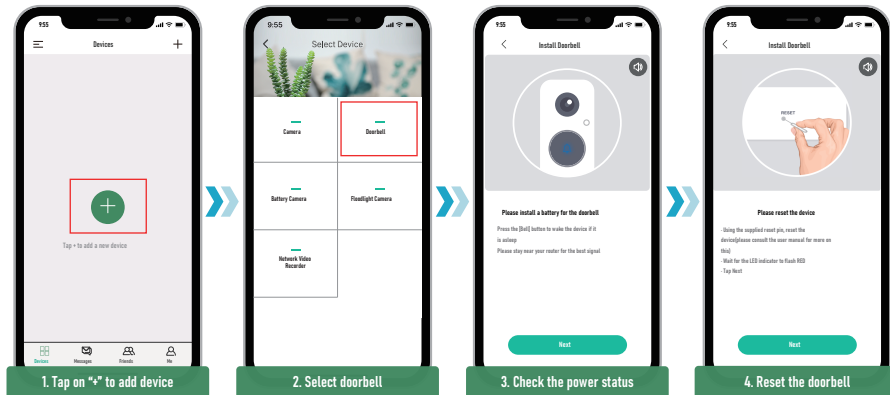 9:55
Devices
Tap + to add a new device
Devices
Messages
Friends
Me
1. Tap on “+” to add device
9:55
Select Device
Camera
Doorbell
Battery Camera
Floodlight Camera
Network Video
Recorder
2. Select doorbell
9:55
Install Doorbell
Please install a battery for the doorbell
Press the [Bell] button to wake the device if it
is asleep
Please stay near your router for the best signal
Next
3. Check the power status
9:55
Install Doorbell
RESET
Please reset the device
- Using the supplied reset pin, reset the
device(please consult the user manual for more on
this)
- Wait for the LED indicator to flash RED
- Tap Next
Next
4. Reset the doorbell